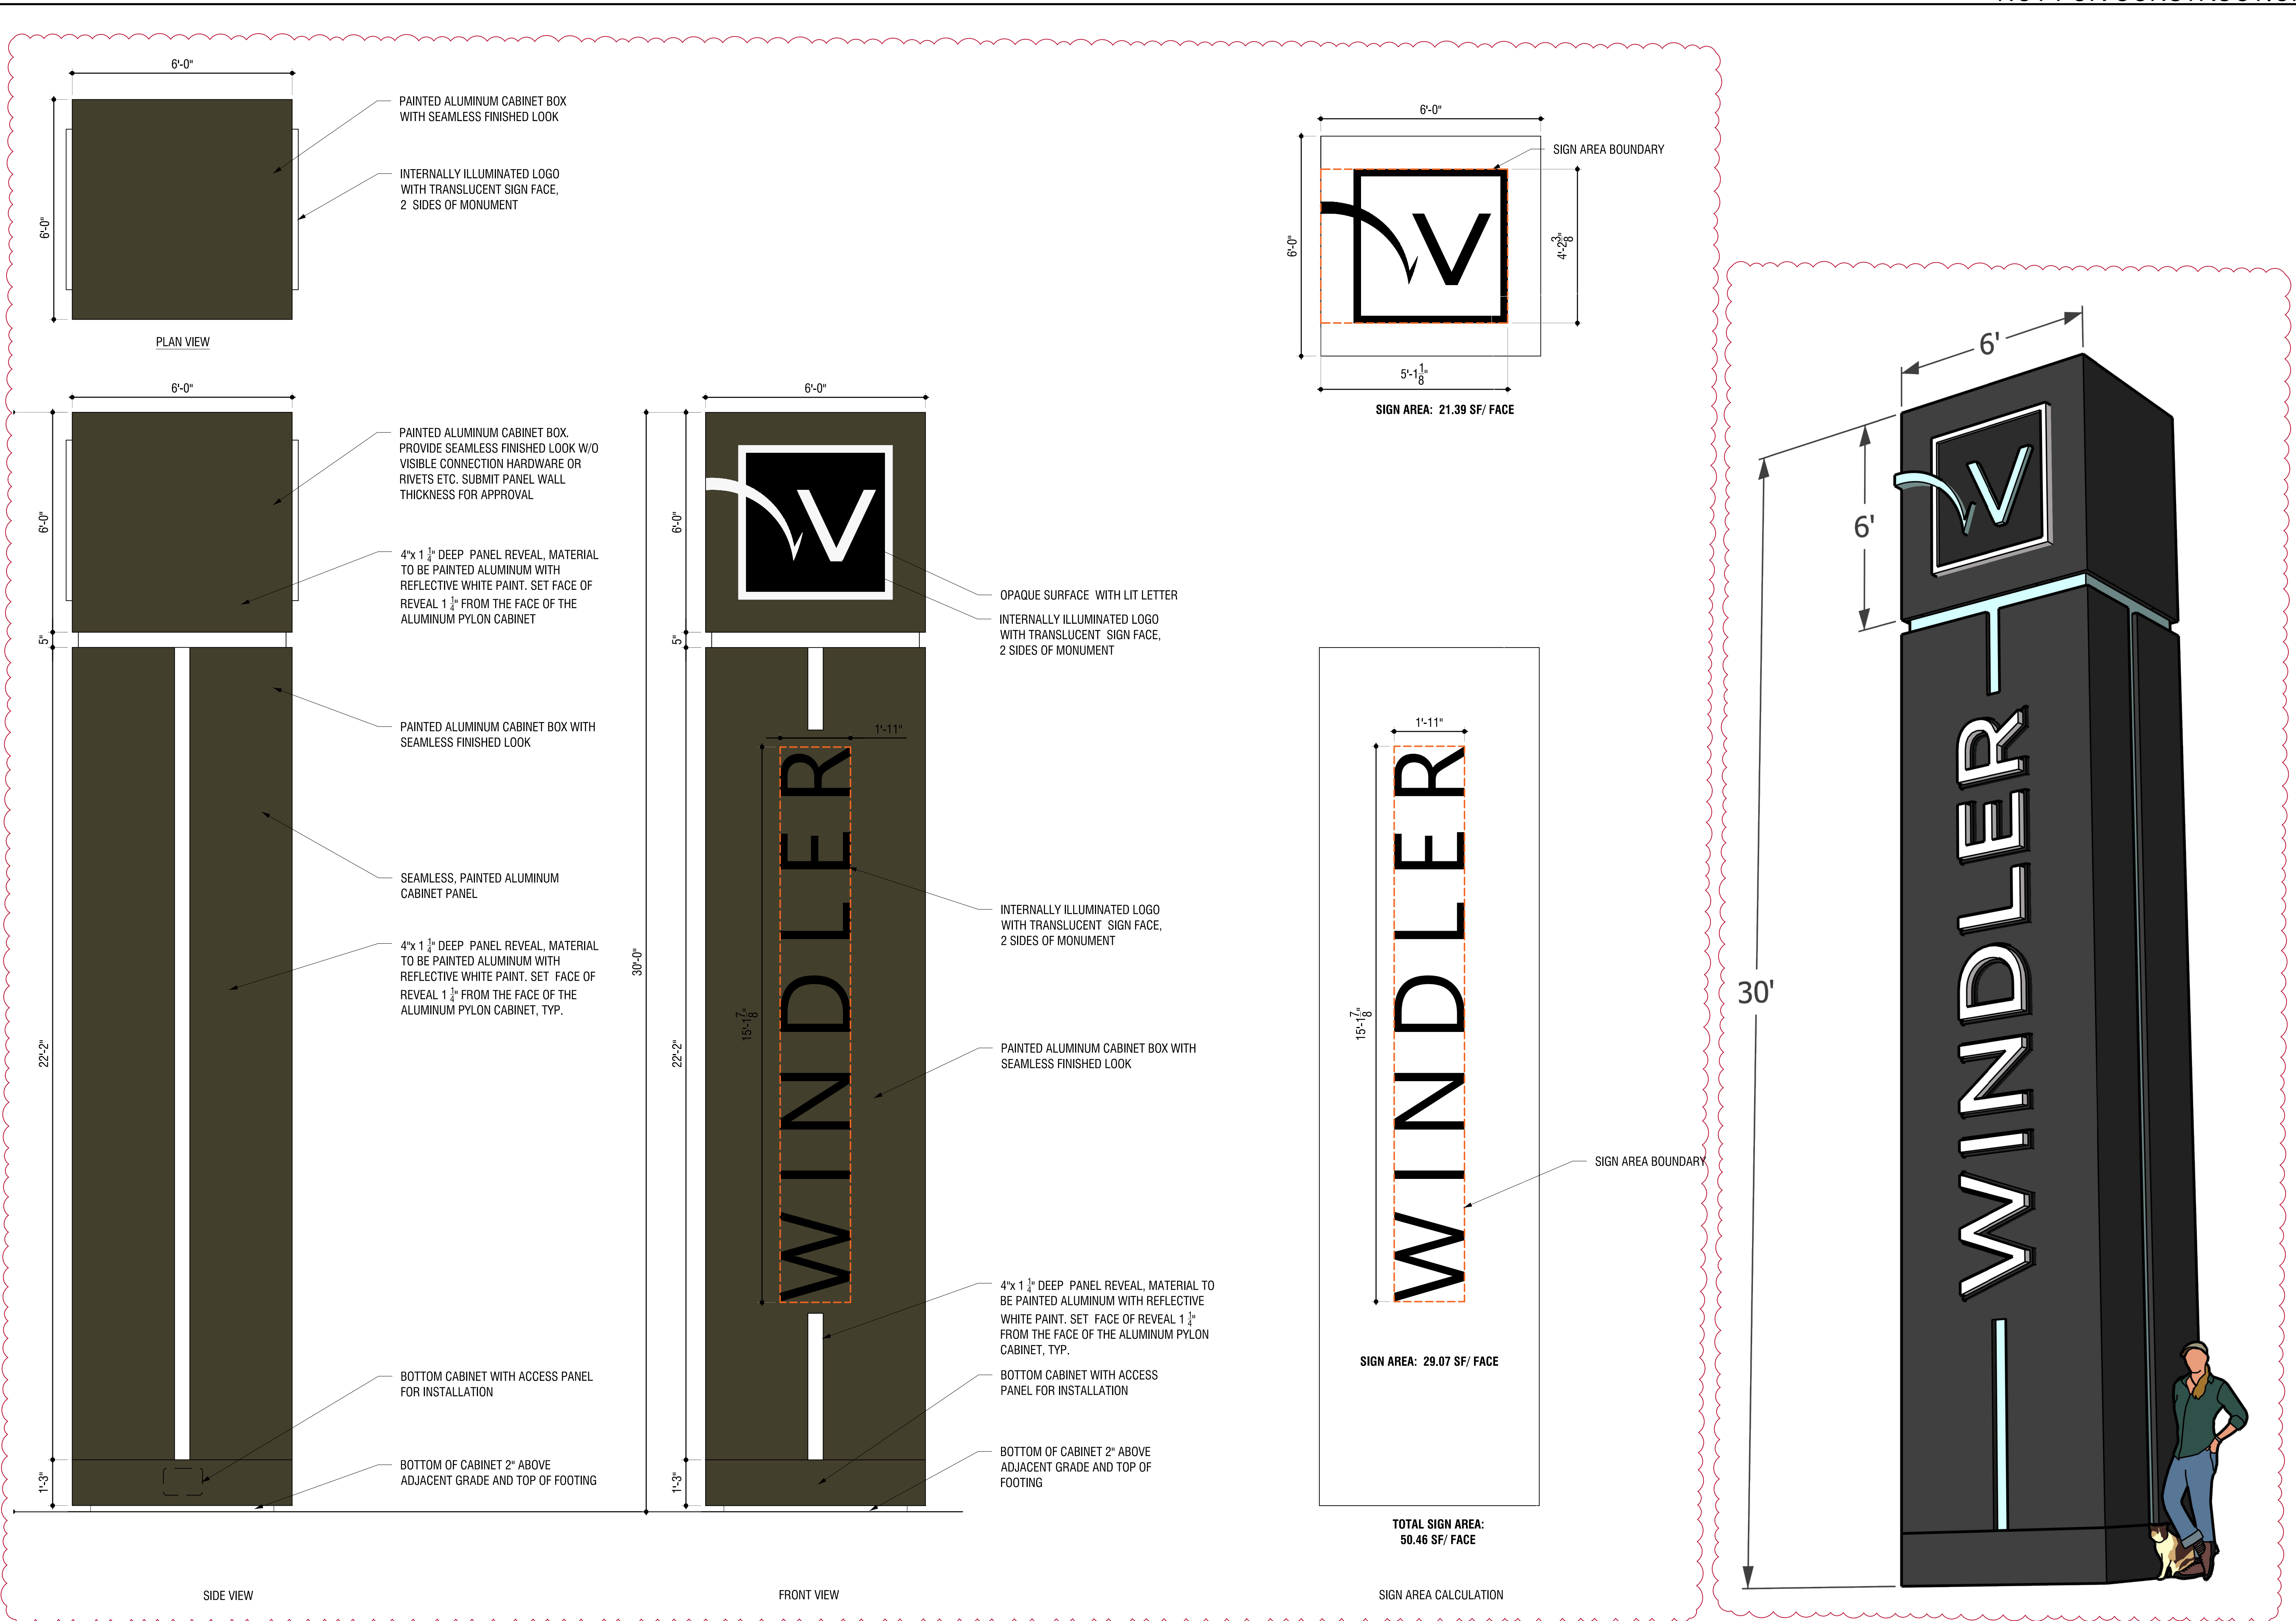 6'-0"
6'-0"
PAINTED ALUMINUM CABINET BOX
WITH SEAMLESS FINISHED LOOK
INTERNALLY ILLUMINATED LOGO
WITH TRANSLUCENT SIGN FACE,
2 SIDES OF MONUMENT
PLAN VIEW
6'-0"
6'-0"
5"
22'-2"
1'-3"
PAINTED ALUMINUM CABINET BOX.
PROVIDE SEAMLESS FINISHED LOOK W/O
VISIBLE CONNECTION HARDWARE OR
RIVETS ETC. SUBMIT PANEL WALL
THICKNESS FOR APPROVAL
4"x 1 1/4" DEEP PANEL REVEAL, MATERIAL
TO BE PAINTED ALUMINUM WITH
REFLECTIVE WHITE PAINT. SET FACE OF
REVEAL 1 1/4" FROM THE FACE OF THE
ALUMINUM PYLON CABINET
PAINTED ALUMINUM CABINET BOX WITH
SEAMLESS FINISHED LOOK
SEAMLESS, PAINTED ALUMINUM
CABINET PANEL
4"x 1 1/4" DEEP PANEL REVEAL, MATERIAL
TO BE PAINTED ALUMINUM WITH
REFLECTIVE WHITE PAINT. SET FACE OF
REVEAL 1 1/4" FROM THE FACE OF THE
ALUMINUM PYLON CABINET, TYP.
BOTTOM CABINET WITH ACCESS PANEL
FOR INSTALLATION
BOTTOM OF CABINET 2" ABOVE
ADJACENT GRADE AND TOP OF FOOTING
SIDE VIEW
6'-0"
30'-0"
6'-0"
5"
22'-2"
1'-3"
W
1'-11"
15'-1 7/8"
WINDLER
OPAQUE SURFACE WITH LIT LETTER
INTERNALLY ILLUMINATED LOGO
WITH TRANSLUCENT SIGN FACE,
2 SIDES OF MONUMENT
INTERNALLY ILLUMINATED LOGO
WITH TRANSLUCENT SIGN FACE,
2 SIDES OF MONUMENT
PAINTED ALUMINUM CABINET BOX WITH
SEAMLESS FINISHED LOOK
4"x 1 1/4" DEEP PANEL REVEAL, MATERIAL TO
BE PAINTED ALUMINUM WITH REFLECTIVE
WHITE PAINT. SET FACE OF REVEAL 1 1/4"
FROM THE FACE OF THE ALUMINUM PYLON
CABINET, TYP.
BOTTOM CABINET WITH ACCESS
PANEL FOR INSTALLATION
BOTTOM OF CABINET 2" ABOVE
ADJACENT GRADE AND TOP OF
FOOTING
FRONT VIEW
6'-0"
6'-0"
SIGN AREA BOUNDARY
W
4'-2 3/8"
5'-1 1/8"
SIGN AREA: 21.39 SF/ FACE
1'-11"
15'-1 7/8"
WINDLER
SIGN AREA BOUNDARY
SIGN AREA: 29.07 SF/ FACE
TOTAL SIGN AREA:
50.46 SF/ FACE
SIGN AREA CALCULATION
6'
6'
30'
W
WINDLER